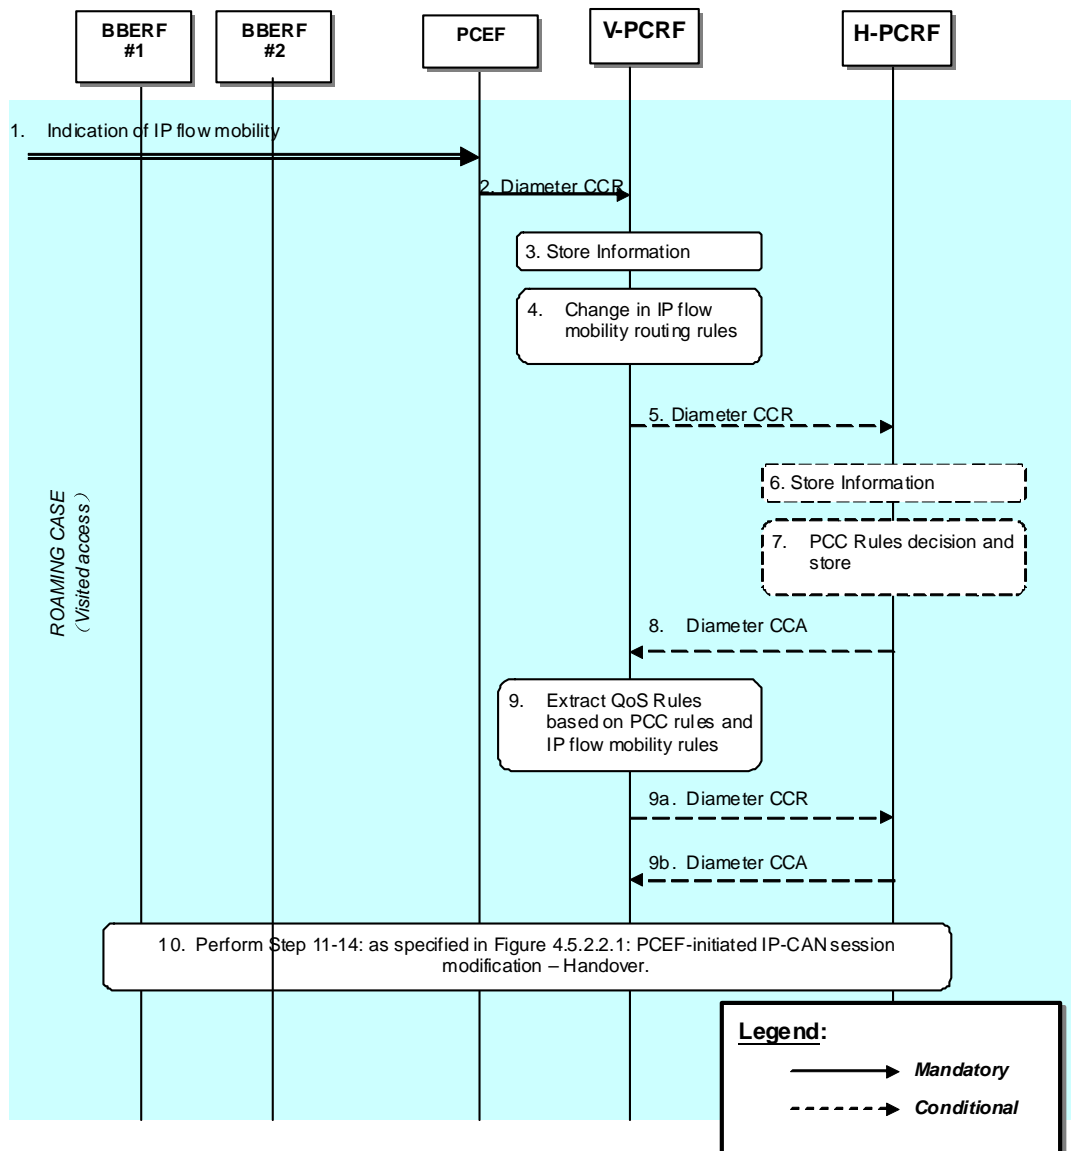 BBERF
#1
BBERF
#2
PCEF
V-PCRF
H-PCRF
1. Indication of IP flow mobility
2. Diameter CCR
3. Store Information
4. Change in IP flow
mobility routing rules
5. Diameter CCR
6. Store Information
7. PCC Rules decision and
store
ROAMING CASE
(Visited access)
8. Diameter CCA
9. Extract QoS Rules
based on PCC rules and
IP flow mobility rules
9a. Diameter CCR
9b. Diameter CCA
10. Perform Step 11-14: as specified in Figure 4.5.2.2.1: PCEF-initiated IP-CAN session
modification – Handover.
Legend:
Mandatory
Conditional